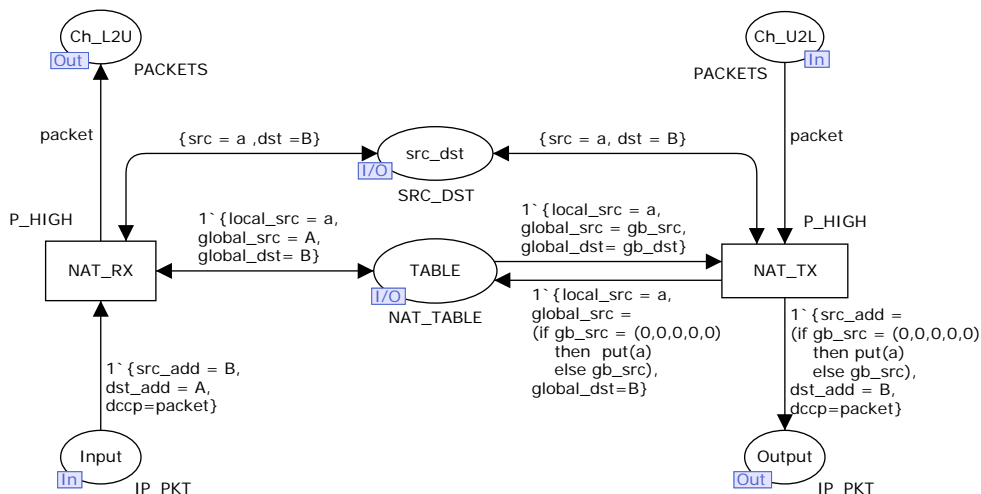 Ch_L2U
Out
PACKETS
Ch_U2L
In
PACKETS
packet
packet
{src = a ,dst =B}
src_dst
I/O
SRC_DST
{src = a, dst = B}
P_HIGH
NAT_RX
1`{local_src = a,
global_src = A,
global_dst= B}
TABLE
I/O
NAT_TABLE
1`{local_src = a,
global_src = gb_src,
global_dst= gb_dst}
P_HIGH
NAT_TX
1`{local_src = a,
global_src =
(if gb_src = (0,0,0,0,0)
then put(a)
else gb_src),
global_dst=B}
1`{src_add =
(if gb_src = (0,0,0,0,0)
then put(a)
else gb_src),
dst_add = B,
dccp=packet}
1`{src_add = B,
dst_add = A,
dccp=packet}
Input
In
IP_PKT
Output
Out
IP_PKT